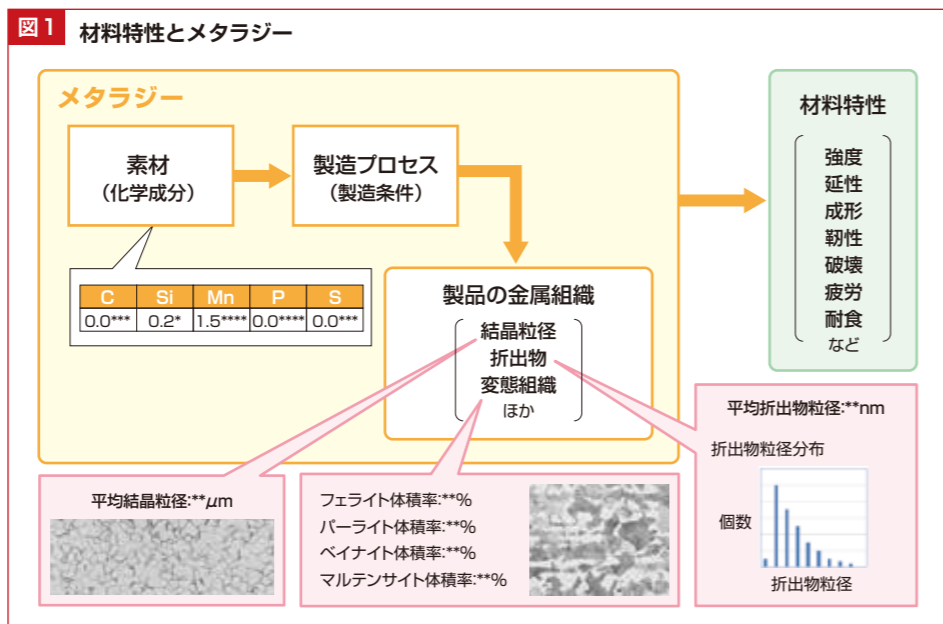 図1 材料特性とメタラジー
メタラジー
素材
（化学成分）
製造プロセス
（製造条件）
C Si Mn P S
0.0*** 0.2* 1.5**** 0.0**** 0.0***
製品の金属組織
結晶粒径
折出物
変態組織
ほか
材料特性
強度
延性
成形
靭性
破壊
疲労
耐食
など
平均結晶粒径:**μm
フェライト体積率:**%
パーライト体積率:**%
ベイナイト体積率:**%
マルテンサイト体積率:**%
平均折出物粒径:**nm
折出物粒径分布
個数
折出物粒径